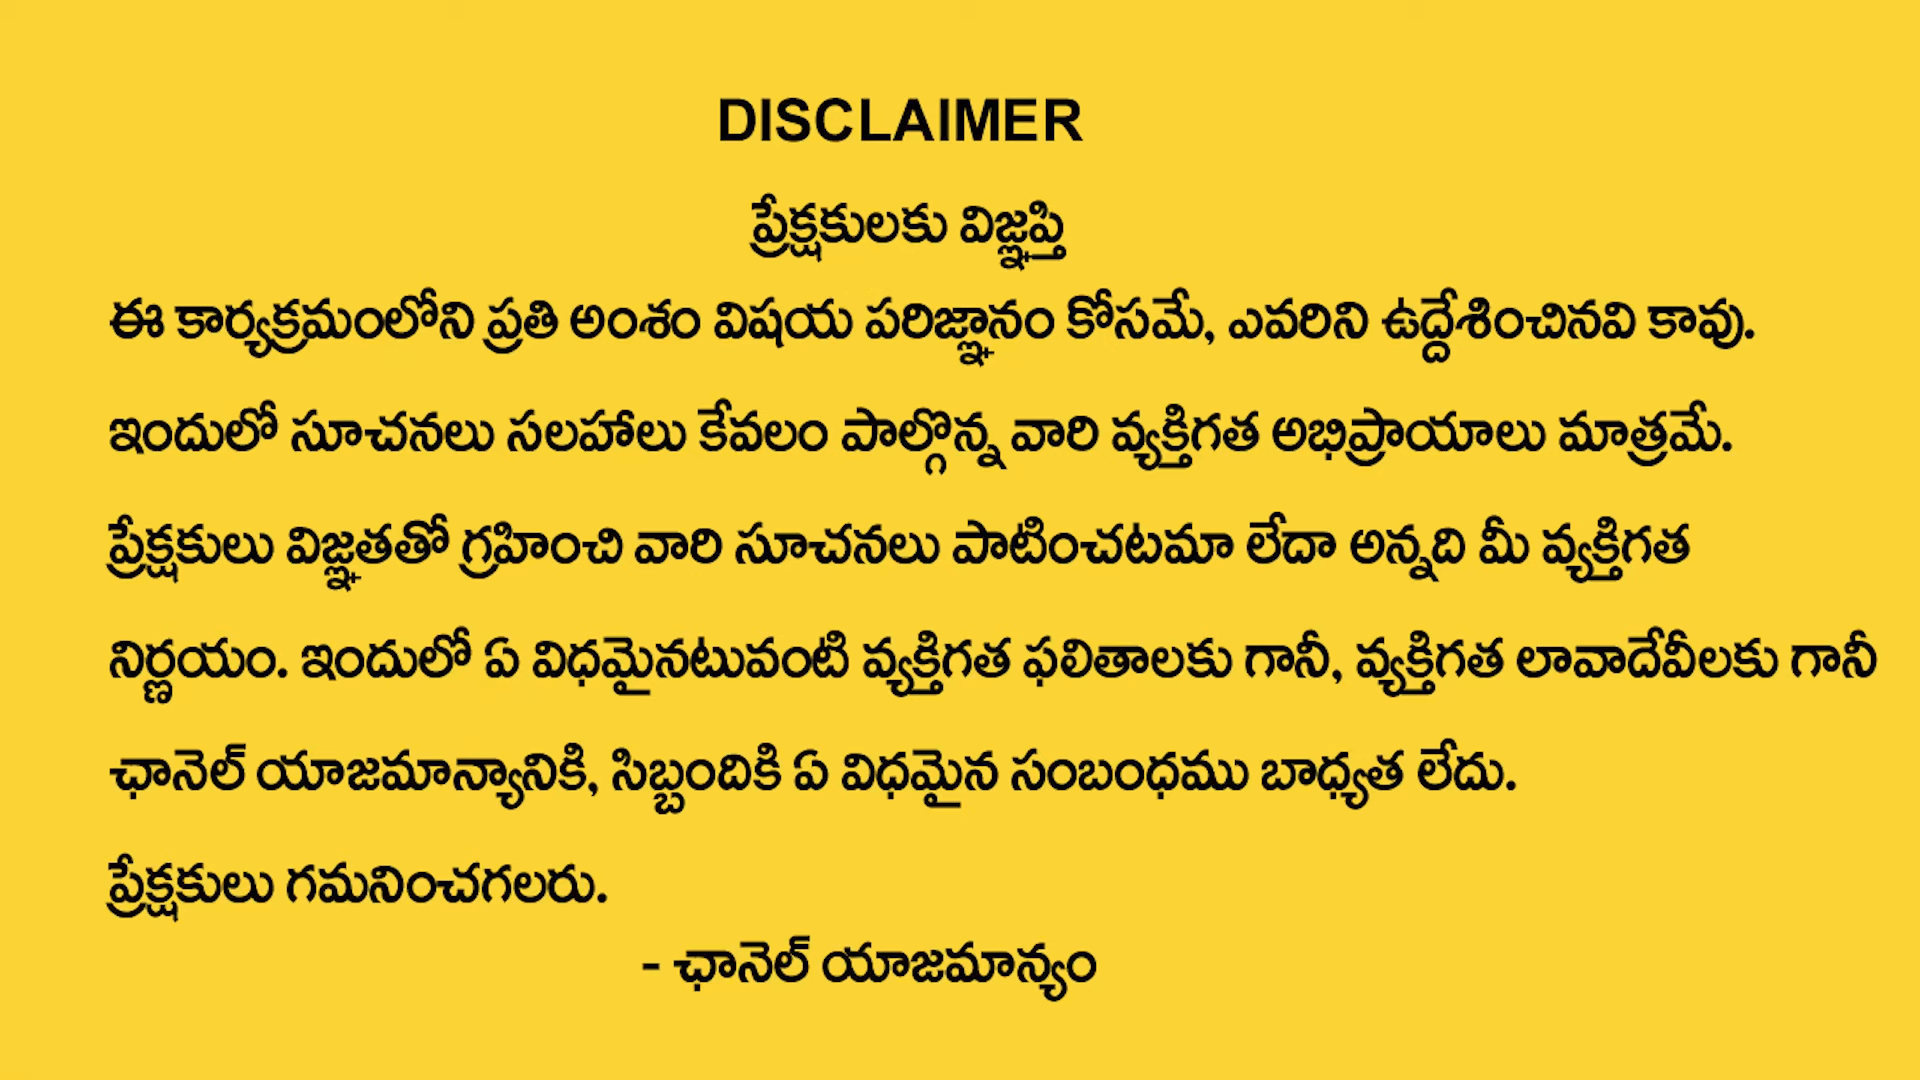 DISCLAIMER
ప్రేక్షకులకు విజ్ఞప్తి
ఈ కార్యక్రమంలోని ప్రతి అంశం విషయ పరిజ్ఞానం కోసమే, ఎవరిని ఉద్దేశించినవి కావు.
ఇందులో సూచనలు సలహాలు కేవలం పాల్గొన్న వారి వ్యక్తిగత అభిప్రాయాలు మాత్రమే.
ప్రేక్షకులు విజ్ఞతతో గ్రహించి వారి సూచనలు పాటించటమా లేదా అన్నది మీ వ్యక్తిగత
నిర్ణయం. ఇందులో ఏ విధమైనటువంటి వ్యక్తిగత ఫలితాలకు గానీ, వ్యక్తిగత లావాదేవీలకు గానీ
ఛానెల్ యాజమాన్యానికి, సిబ్బందికి ఏ విధమైన సంబంధము బాధ్యత లేదు.
ప్రేక్షకులు గమనించగలరు.
- ఛానెల్ యాజమాన్యం